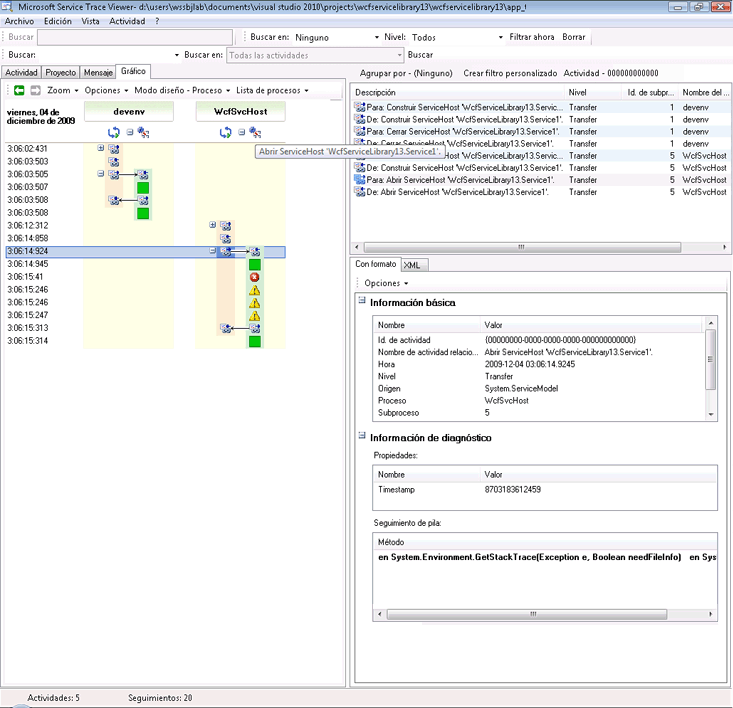 Microsoft Service Trace Viewer- d:\users\wssbjlab\documents\visual studio 2010\projects\wcfservicelibrary13\wcfservicelibrary13\app_t
Archivo Edición Vista Actividad ?
Buscar Buscar en: Ninguno Nivel: Todos Filtrar ahora Borrar
Buscar: Buscar en: Todas las actividades Buscar
Actividad Proyecto Mensaje Gráfico
Zoom Opciones Modo diseño - Proceso Lista de procesos
viernes, 04 de diciembre de 2009 devenv WcfSvcHost
3:06:02.431
3:06:03.503
3:06:03.505
3:06:03.507
3:06:03.508
3:06:03.508
3:06:12.312
3:06:14.858
3:06:14.924
3:06:14.945
3:06:15.41
3:06:15.246
3:06:15.246
3:06:15.247
3:06:15.313
3:06:15.314
Abrir ServiceHost 'WcfServiceLibrary13.Service1'.
Agrupar por - (Ninguno) Crear filtro personalizado Actividad - 000000000000
Descripción Nivel Id. de subpr... Nombre del ...
Para: Construir ServiceHost 'WcfServiceLibrary13.Servic... Transfer 1 devenv
De: Construir ServiceHost 'WcfServiceLibrary13.Service1'. Transfer 1 devenv
Para: Cerrar ServiceHost 'WcfServiceLibrary13.Service1'. Transfer 1 devenv
De: Cerrar ServiceHost 'WcfServiceLibrary13.Service1'. Transfer 1 devenv
ServiceHost 'WcfServiceLibrary13.Servic... Transfer 5 WcfSvcHost
De: Construir ServiceHost 'WcfServiceLibrary13.Service1'. Transfer 5 WcfSvcHost
Para: Abrir ServiceHost 'WcfServiceLibrary13.Service1'. Transfer 5 WcfSvcHost
De: Abrir ServiceHost 'WcfServiceLibrary13.Service1'. Transfer 5 WcfSvcHost
Con formato XML
Opciones
Información básica
Nombre Valor
Id. de actividad {00000000-0000-0000-0000-000000000000}
Nombre de actividad relacio... Abrir ServiceHost 'WcfServiceLibrary13.Service1'.
Hora 2009-12-04 03:06:14.9245
Nivel Transfer
Origen System.ServiceModel
Proceso WcfSvcHost
Subproceso 5
Información de diagnóstico
Propiedades:
Nombre Valor
Timestamp 8703183612459
Seguimiento de pila:
Método
en System.Environment.GetStackTrace(Exception e, Boolean needFileInfo) en Sys
Actividades: 5 Seguimientos: 20